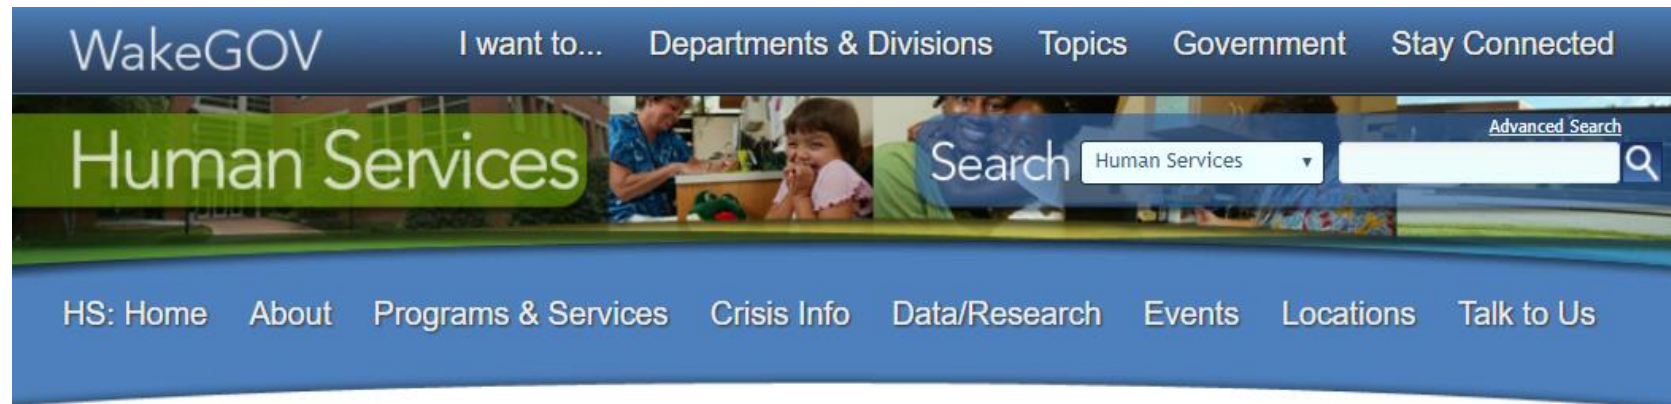 WakeGOV I want to... Departments & Divisions Topics Government Stay Connected
Advanced Search
Human Services Search Human Services
HS: Home About Programs & Services Crisis Info Data/Research Events Locations Talk to Us